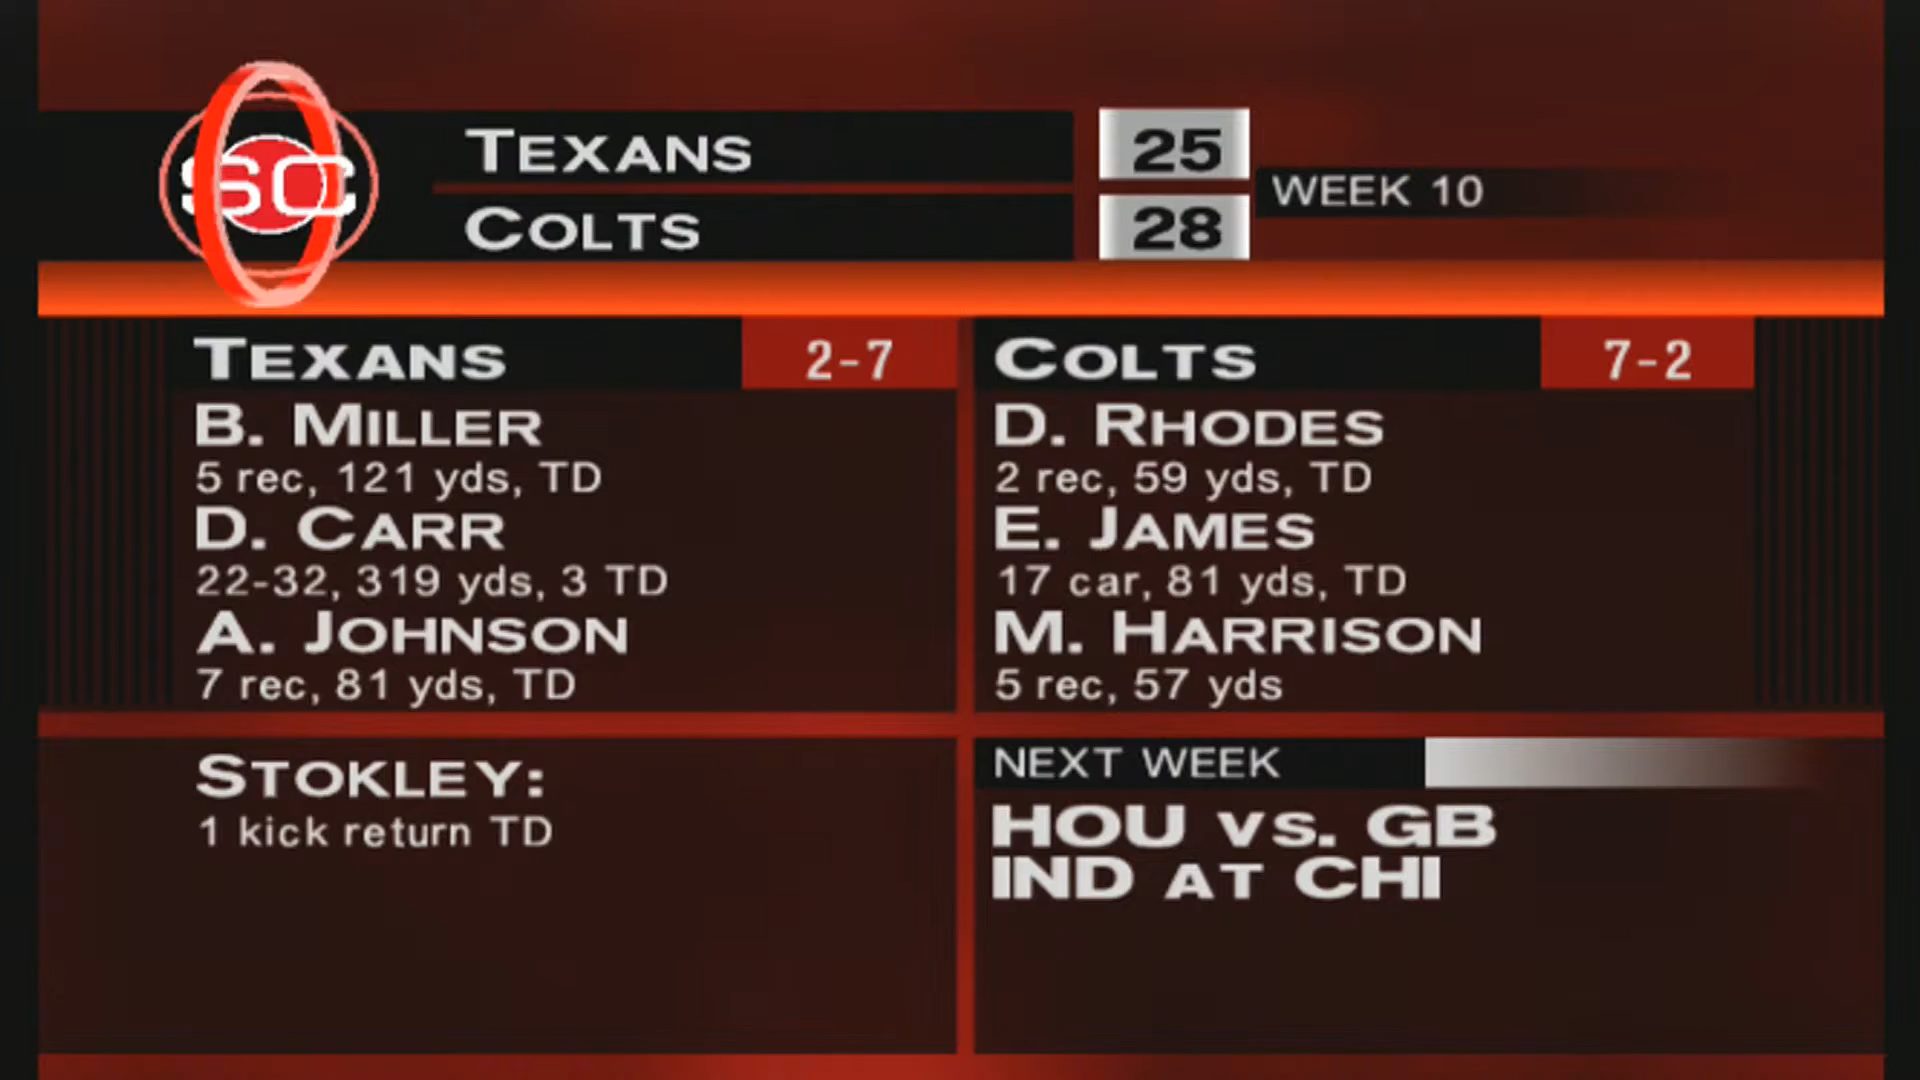 SC
TEXANS 25
WEEK 10
COLTS 28
TEXANS 2-7
B. MILLER
5 rec, 121 yds, TD
D. CARR
22-32, 319 yds, 3 TD
A. JOHNSON
7 rec, 81 yds, TD
COLTS 7-2
D. RHODES
2 rec, 59 yds, TD
E. JAMES
17 car, 81 yds, TD
M. HARRISON
5 rec, 57 yds
STOKLEY:
1 kick return TD
NEXT WEEK
HOU VS. GB
IND AT CHI